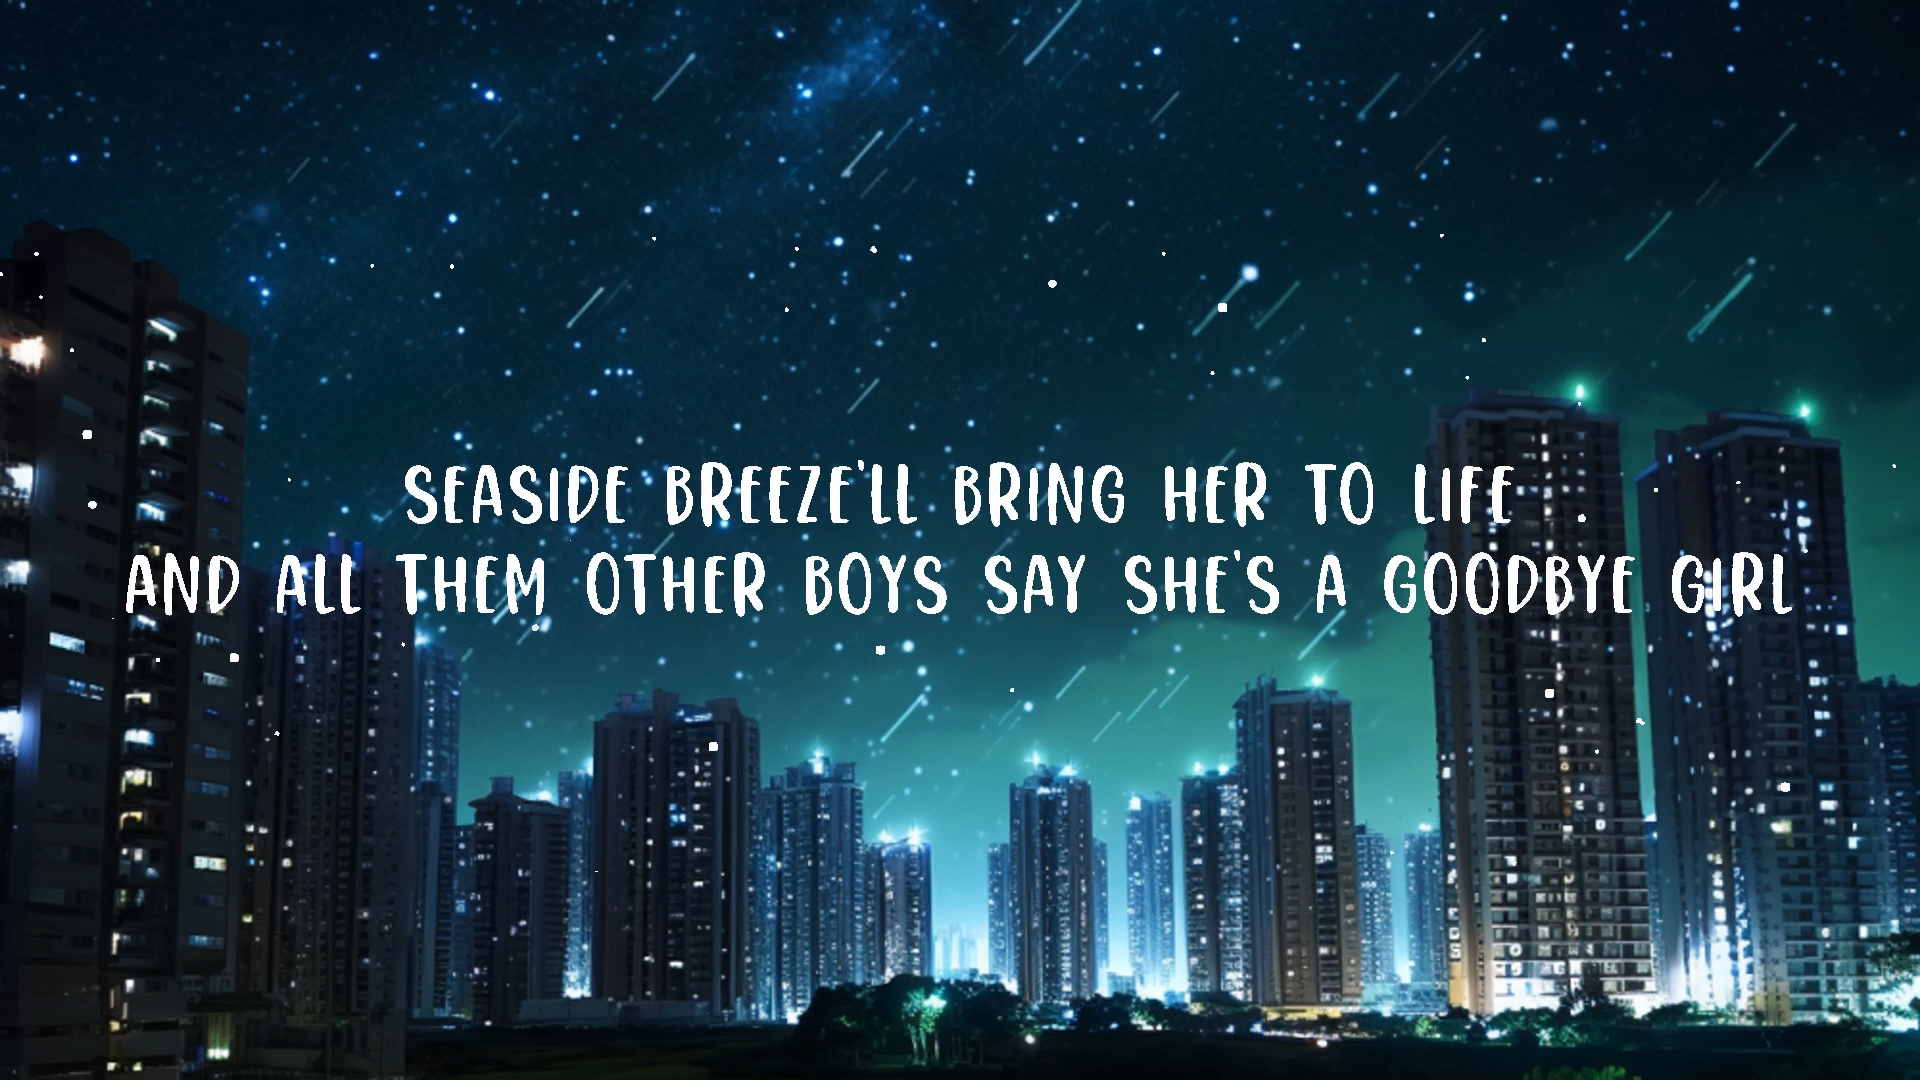 SEASIDE BREEZE'LL BRING HER TO LIFE
AND ALL THEM OTHER BOYS SAY SHE'S A GOODBYE GIRL